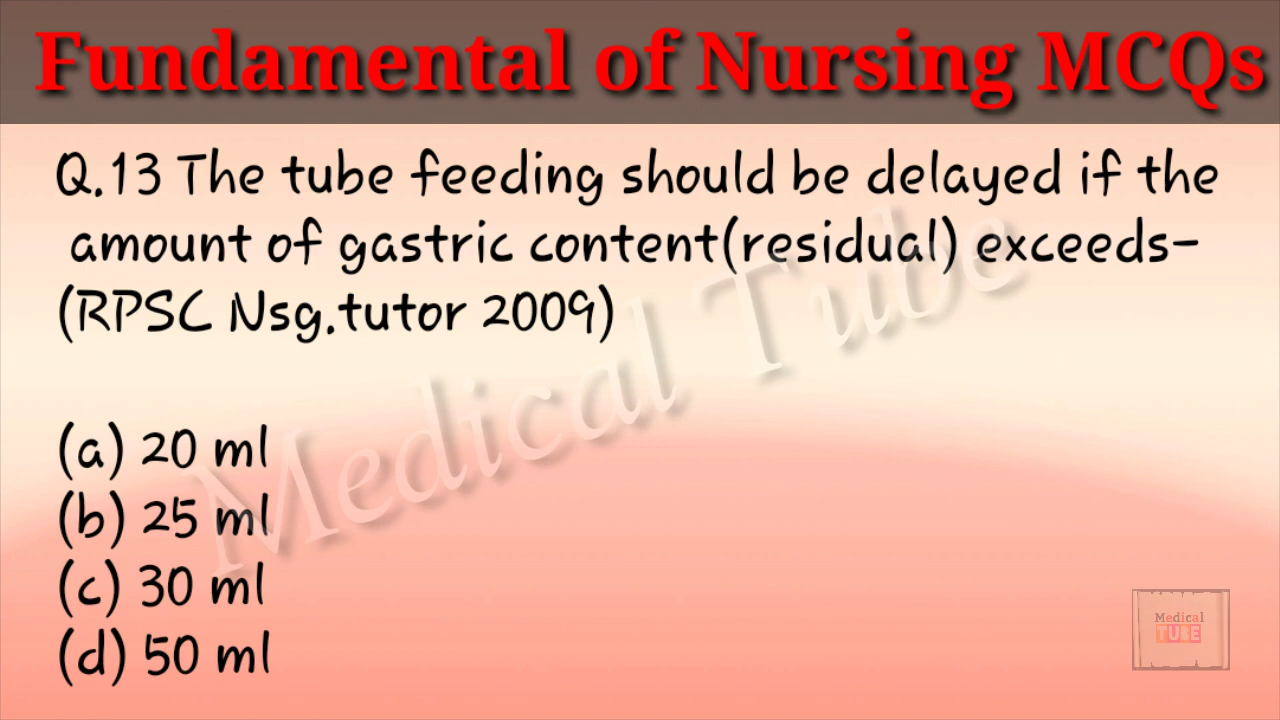 Fundamental of Nursing MCQs
Q.13 The tube feeding should be delayed if the
amount of gastric content(residual) exceeds-
(RPSC Nsg.tutor 2009)
Medical Tube
(a) 20 ml
(b) 25 ml
(c) 30 ml
(d) 50 ml
Medical
TUBE